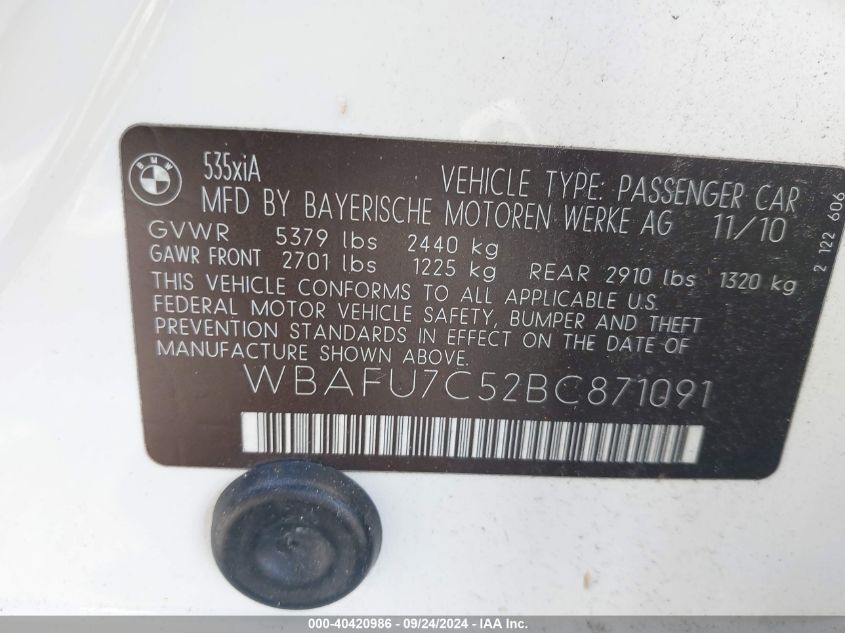 BMW
535xiA
VEHICLE TYPE: PASSENGER CAR
MFD BY BAYERISCHE MOTOREN WERKE AG 11/10
GVWR 5379 lbs 2440 kg
GAWR FRONT 2701 lbs 1225 kg REAR 2910 lbs 1320 kg
THIS VEHICLE CONFORMS TO ALL APPLICABLE U.S.
FEDERAL MOTOR VEHICLE SAFETY, BUMPER AND THEFT
PREVENTION STANDARDS IN EFFECT ON THE DATE OF
MANUFACTURE SHOWN ABOVE.
WBAFU7C52BC871091
2 122 606
000-40420986 - 09/24/2024 - IAAI.COM